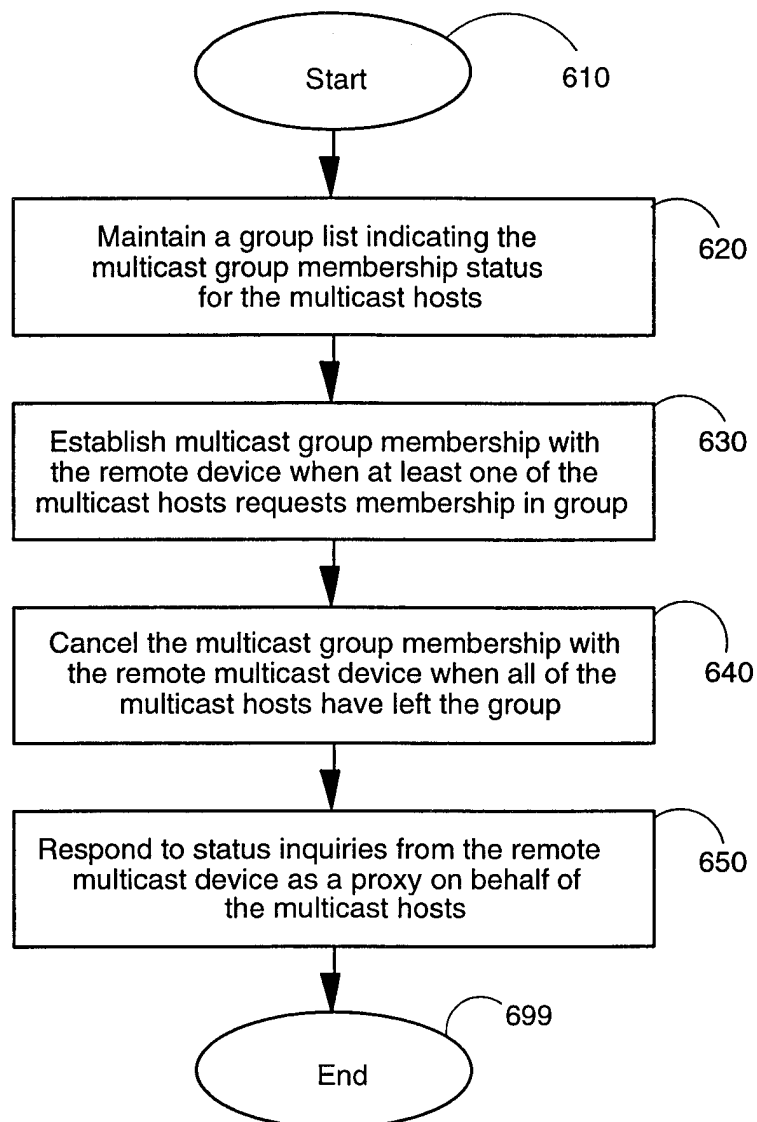 Start
610
Maintain a group list indicating the
multicast group membership status
for the multicast hosts
620
Establish multicast group membership with
the remote device when at least one of the
multicast hosts requests membership in group
630
Cancel the multicast group membership with
the remote multicast device when all of the
multicast hosts have left the group
640
Respond to status inquiries from the remote
multicast device as a proxy on behalf of
the multicast hosts
650
699
End